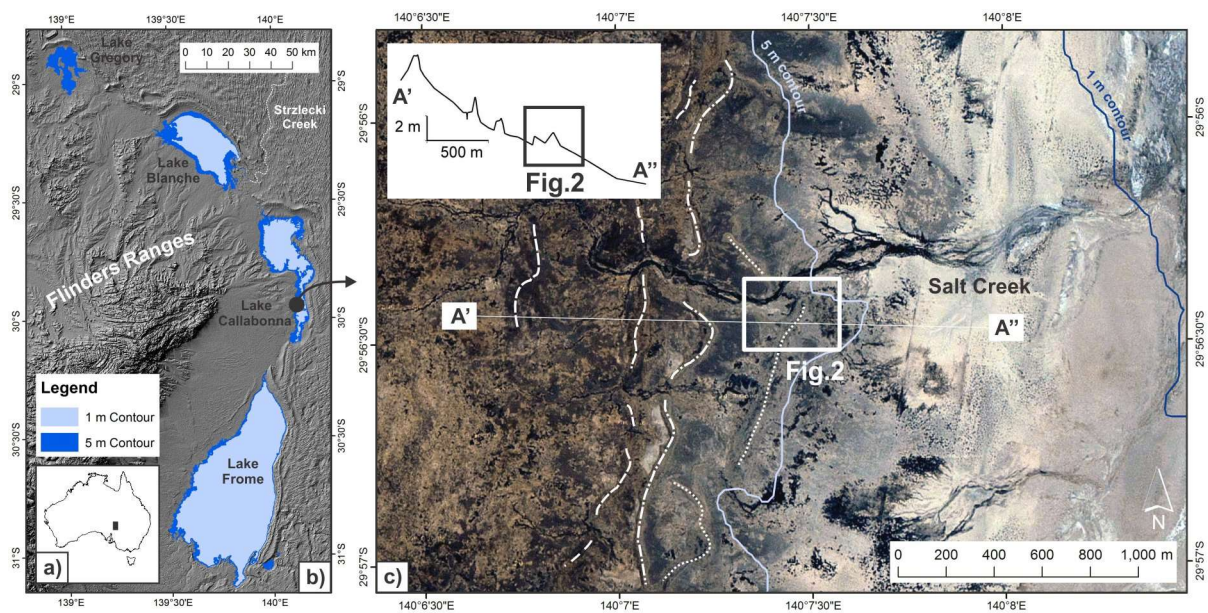 139°E
139°30'E
140°E
Lake
Gregory
0 10 20 30 40 50 km
29°S
29°S
Strzlecki
Creek
Lake
Blanche
29°30'S
29°30'S
Flinders Ranges
Lake
Callabonna
30°S
30°S
Legend
1 m Contour
5 m Contour
30°30'S
30°30'S
Lake
Frome
31°S
31°S
a)
b)
139°E
139°30'E
140°E
140°6'30"E
140°7'E
140°7'30"E
140°8'E
A'
2 m
500 m
A''
Fig.2
5 m contour
1 m contour
29°56'S
29°56'S
Salt Creek
A'
A''
Fig.2
29°56'30"S
29°56'30"S
N
0 200 400 600 800 1,000 m
29°57'S
29°57'S
c)
140°6'30"E
140°7'E
140°7'30"E
140°8'E